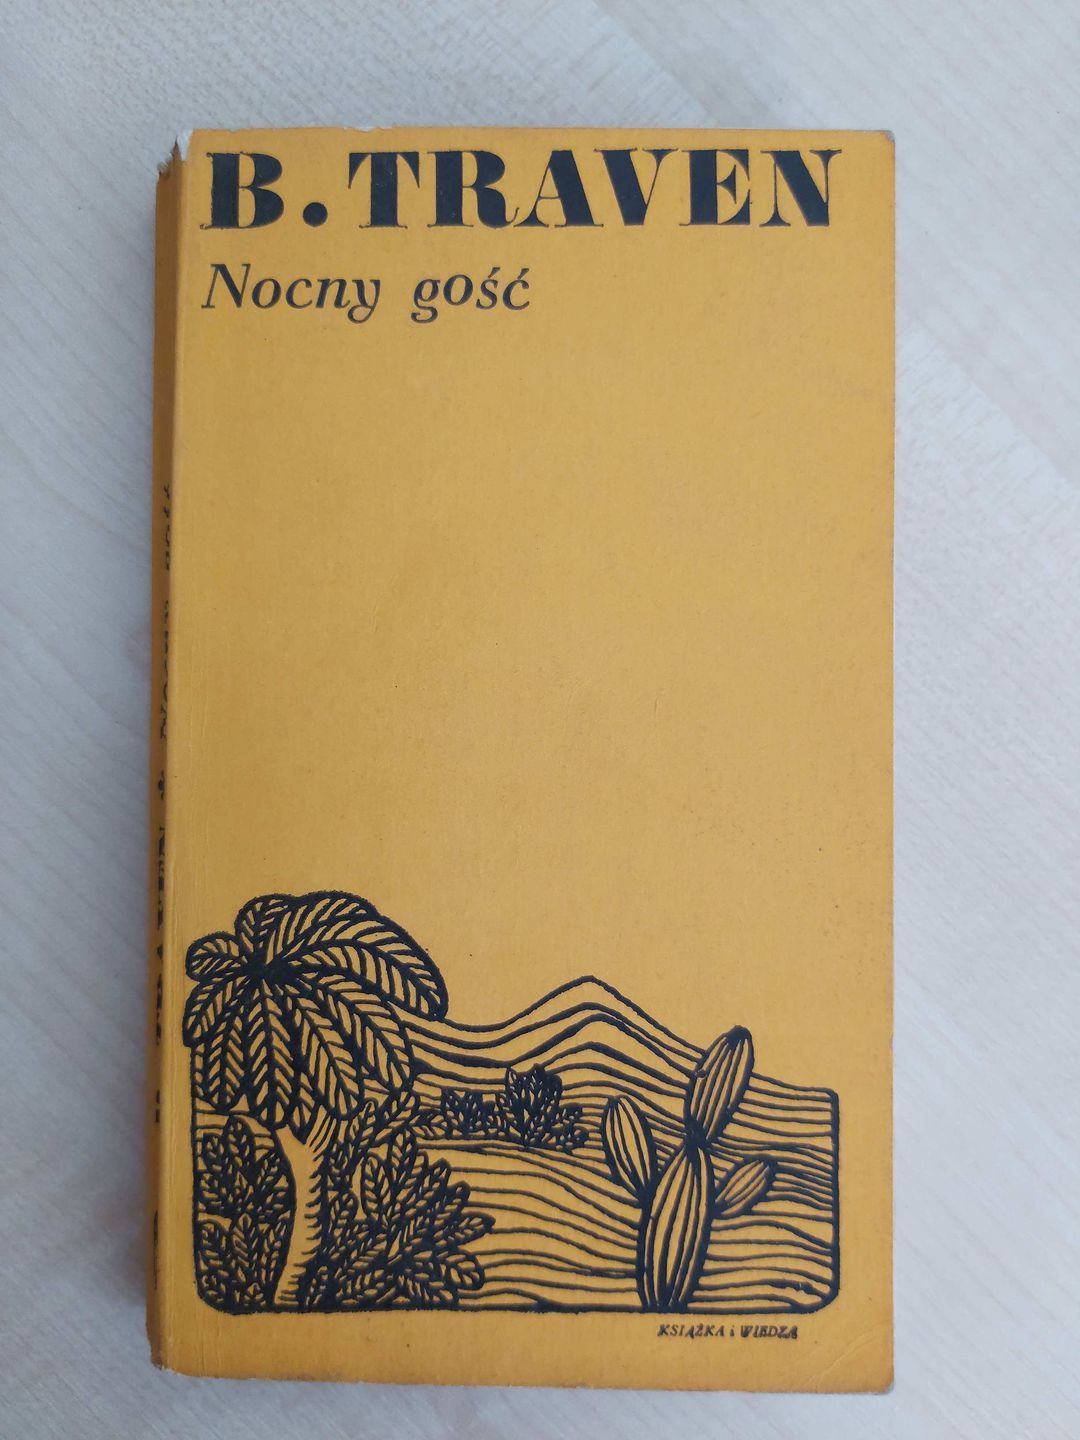 B. TRAVEN
Nocny gość
KSIĄŻKA i WIEDZA